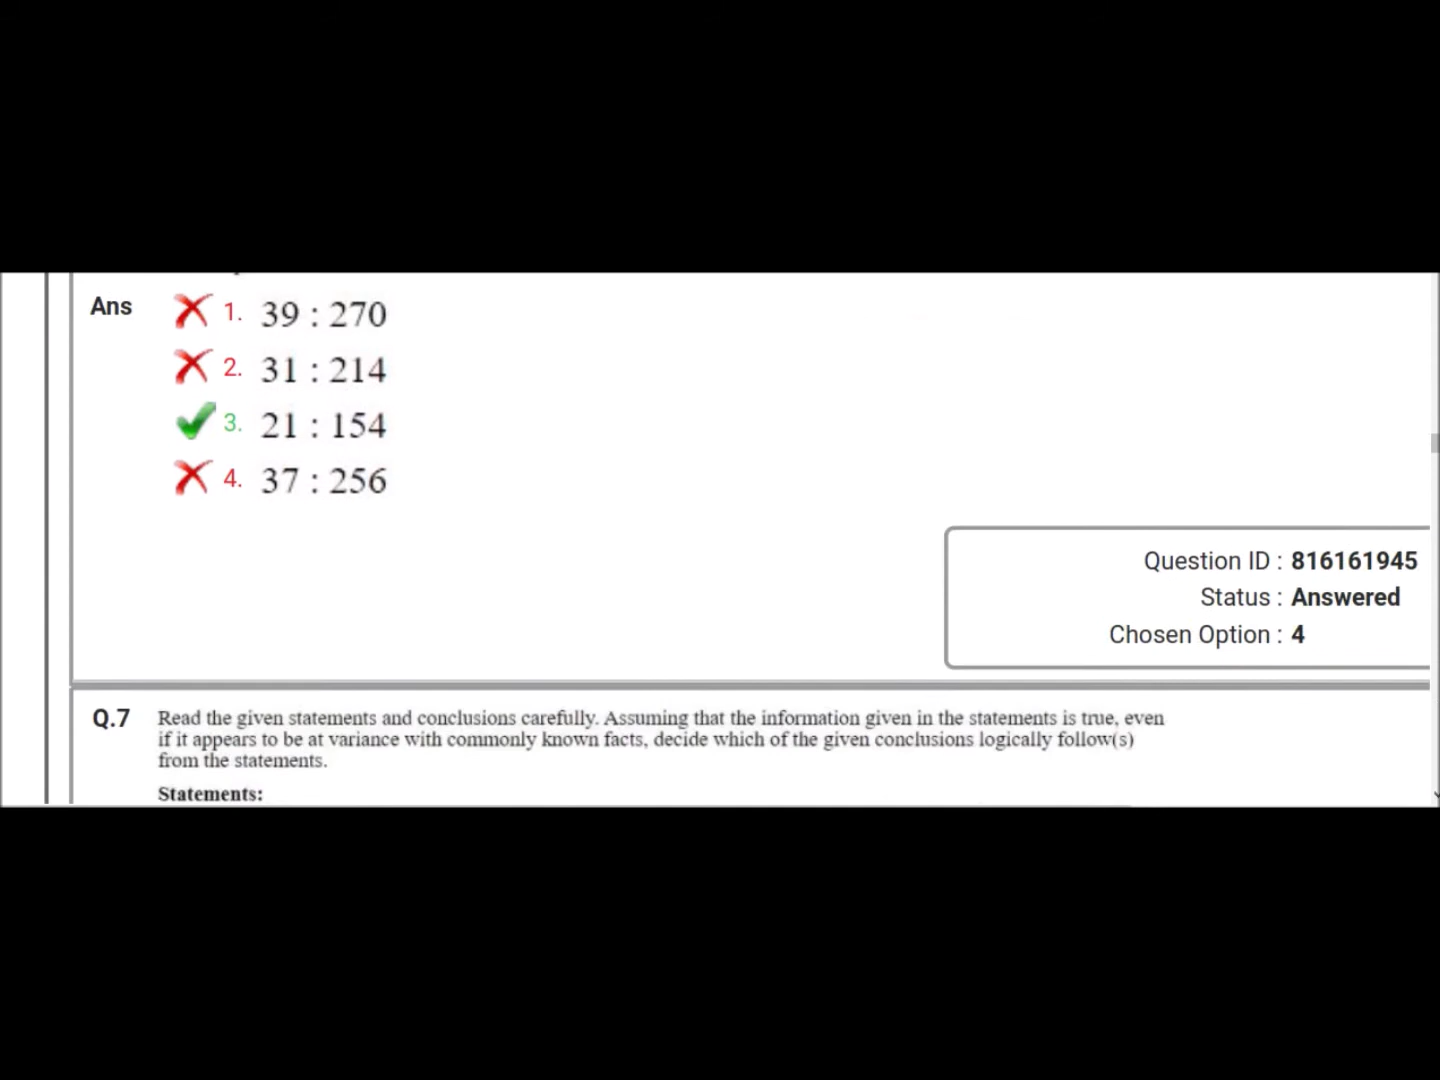 Ans
1. 39 : 270
2. 31 : 214
3. 21 : 154
4. 37 : 256
Question ID : 816161945
Status : Answered
Chosen Option : 4
Q.7 Read the given statements and conclusions carefully. Assuming that the information given in the statements is true, even
if it appears to be at variance with commonly known facts, decide which of the given conclusions logically follow(s)
from the statements.
Statements: